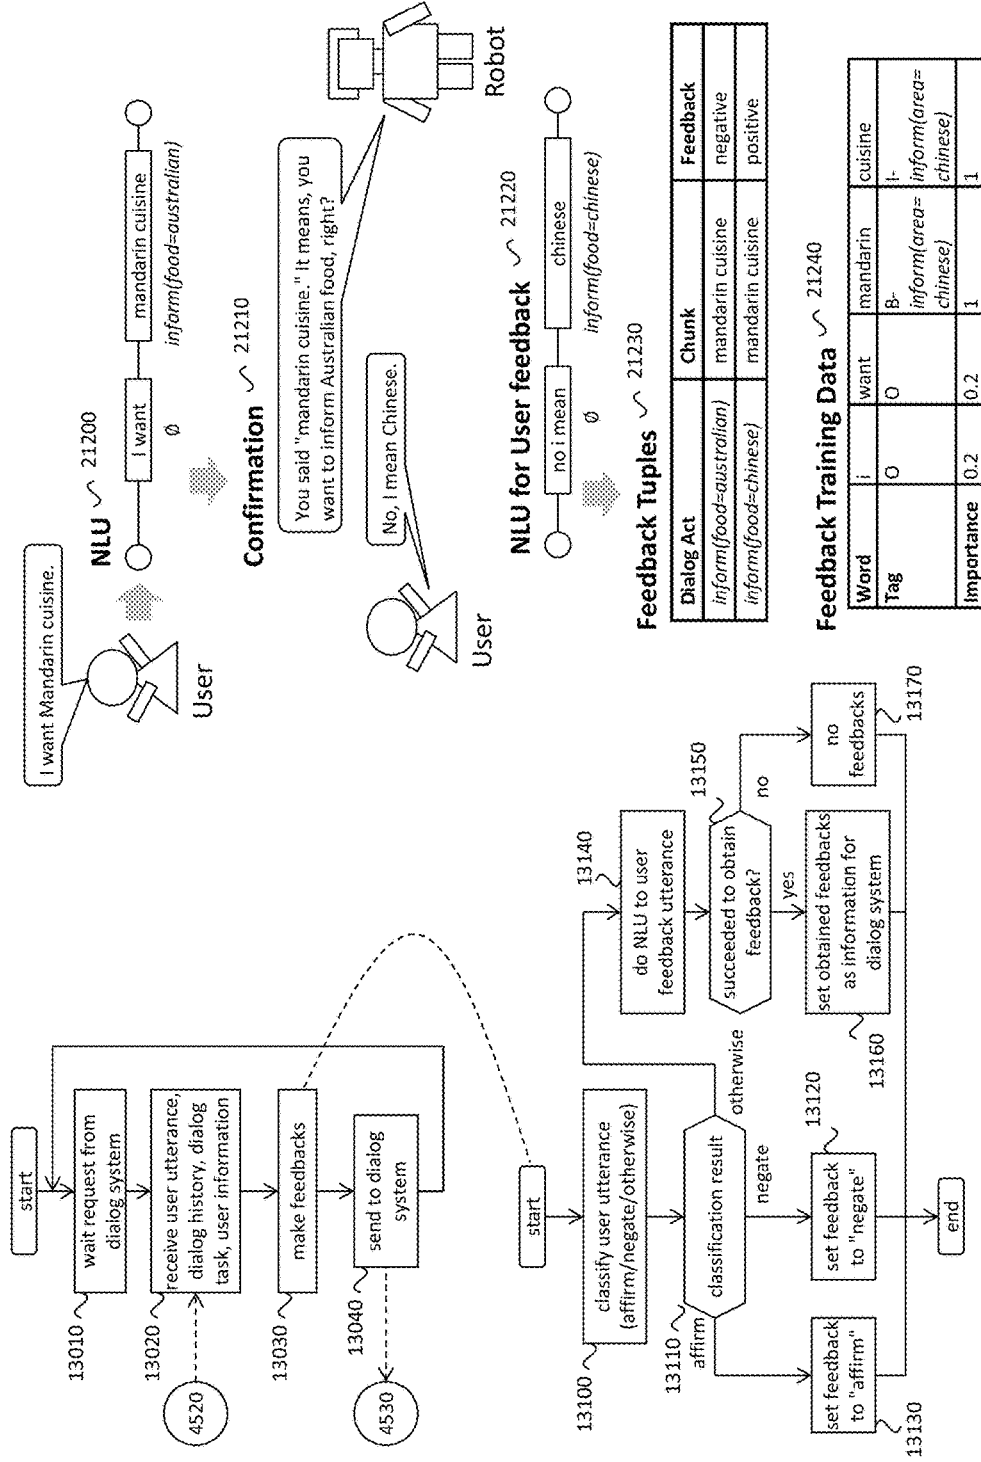 start
wait request from
dialog system
13010
receive user utterance,
dialog history, dialog
task, user information
13020
4520
make feedbacks
13030
send to dialog
system
13040
4530
start
classify user utterance
(affirm/negate/otherwise)
13100
classification result
13110
affirm
negate
otherwise
set feedback
to "affirm"
13130
set feedback
to "negate"
13120
do NLU to user
feedback utterance
13140
succeeded to obtain
feedback?
13150
yes
no
set obtained feedbacks
as information for
dialog system
13160
no
feedbacks
13170
end
I want Mandarin cuisine.
User
NLU 21200
I want mandarin cuisine
∅ inform(food=australian)
Confirmation 21210
You said "mandarin cuisine." It means, you
want to inform Australian food, right?
Robot
No, I mean Chinese.
User
NLU for User feedback 21220
no i mean chinese
∅ inform(food=chinese)
Feedback Tuples 21230
Dialog Act Chunk Feedback
inform(food=australian) mandarin cuisine negative
inform(food=chinese) mandarin cuisine positive
Feedback Training Data 21240
Word i want mandarin cuisine
Tag O O B- I-
inform(area= inform(area=
chinese) chinese)
Importance 0.2 0.2 1 1